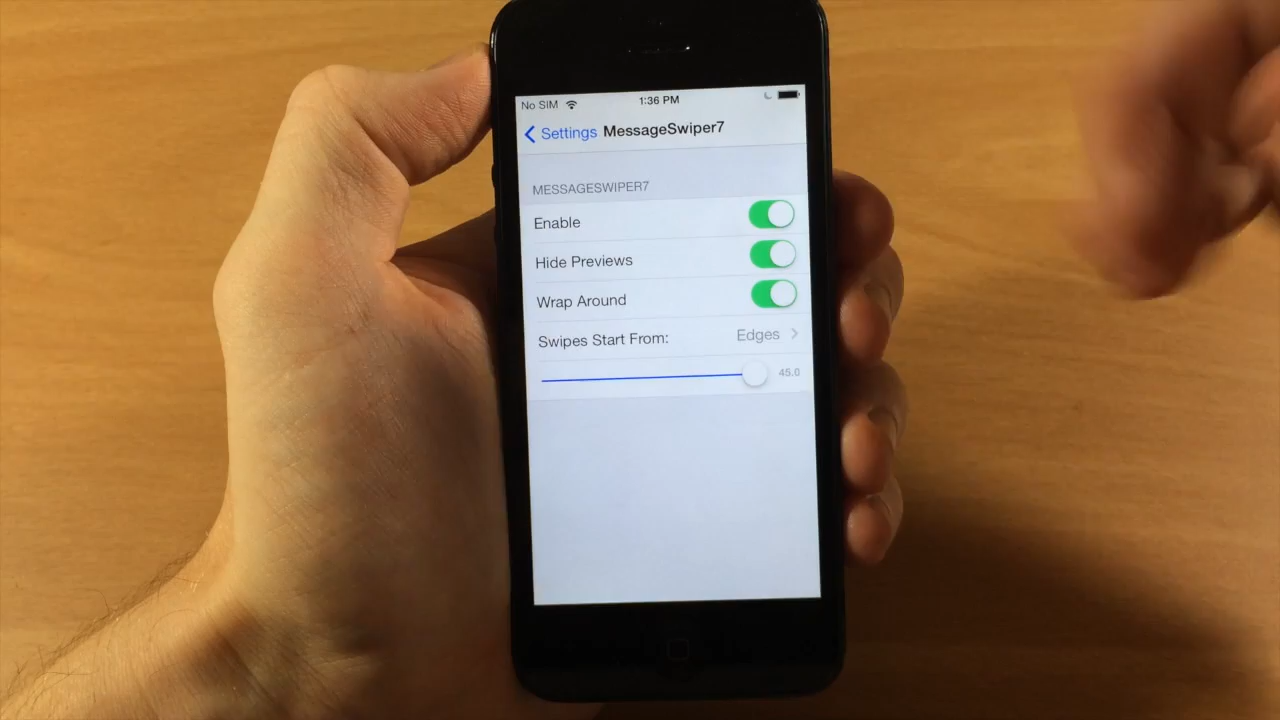 No SIM 1:36 PM
Settings MessageSwiper7
MESSAGESWIPER7
Enable
Hide Previews
Wrap Around
Swipes Start From: Edges
45.0